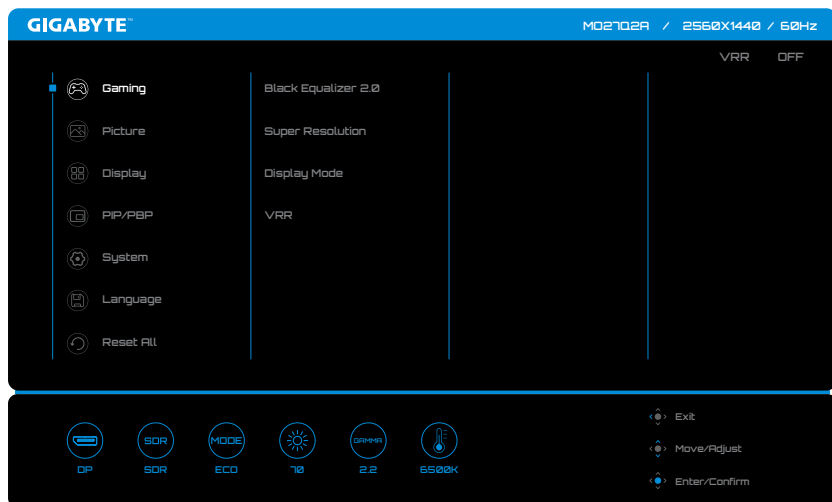 GIGABYTE™
MO27Q2A / 2560X1440 / 60Hz
VRR OFF
Gaming
Black Equalizer 2.0
Picture
Super Resolution
Display
Display Mode
PIP/PBP
VRR
System
Language
Reset All
SDR
MODE
GAMMA
DP
SDR
ECO
70
2.2
6500K
Exit
Move/Adjust
Enter/Confirm